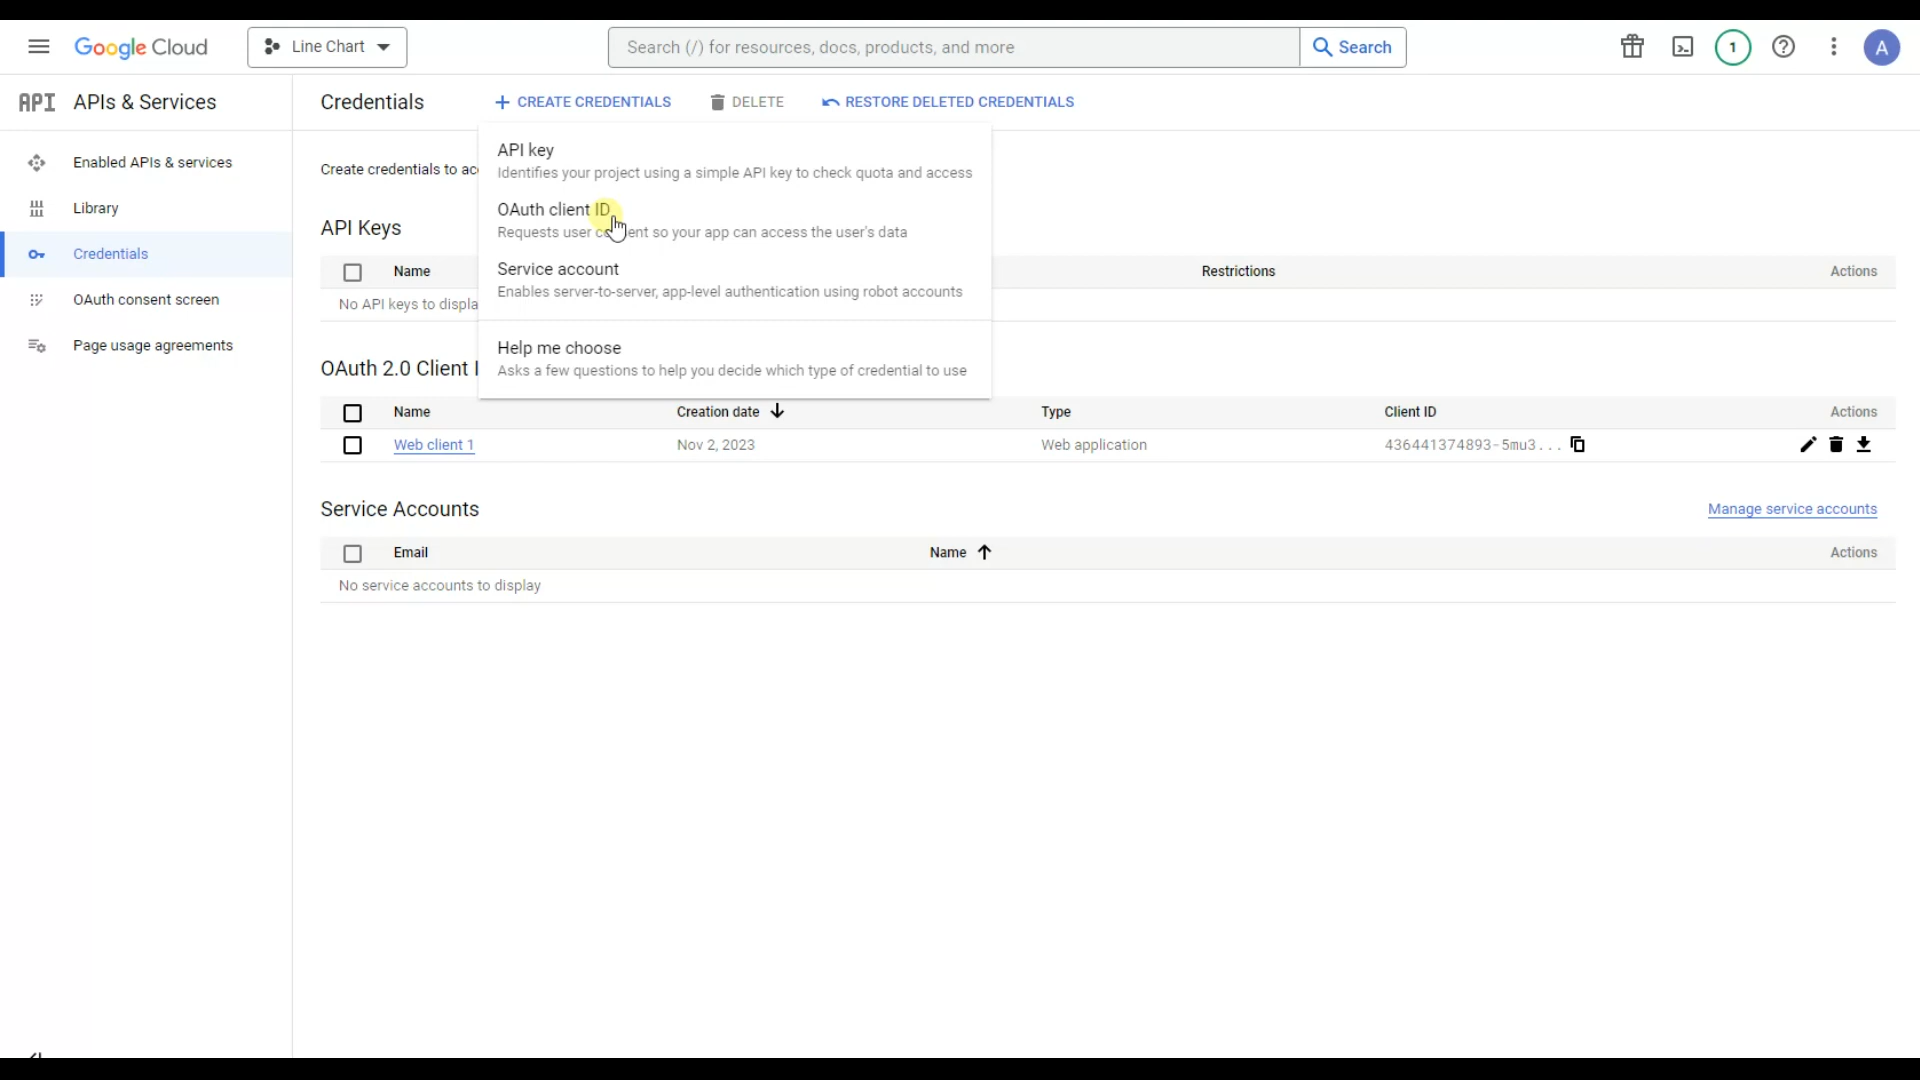 Google Cloud
Line Chart
Search (/) for resources, docs, products, and more
Search
1
A
API
APIs & Services
Credentials
CREATE CREDENTIALS
DELETE
RESTORE DELETED CREDENTIALS
Enabled APIs & services
Library
Credentials
OAuth consent screen
Page usage agreements
Create credentials to
API key
Identifies your project using a simple API key to check quota and access
OAuth client ID
Requests user so your app can access the user's data
Service account
Enables server-to-server, app-level authentication using robot accounts
Help me choose
Asks a few questions to help you decide which type of credential to use
API Keys
Name
Restrictions
Actions
No API keys to displa
OAuth 2.0 Client I
Name
Creation date
Type
Client ID
Actions
Web client 1
Nov 2, 2023
Web application
436441374893-5mu3...
Service Accounts
Manage service accounts
Email
Name
Actions
No service accounts to display